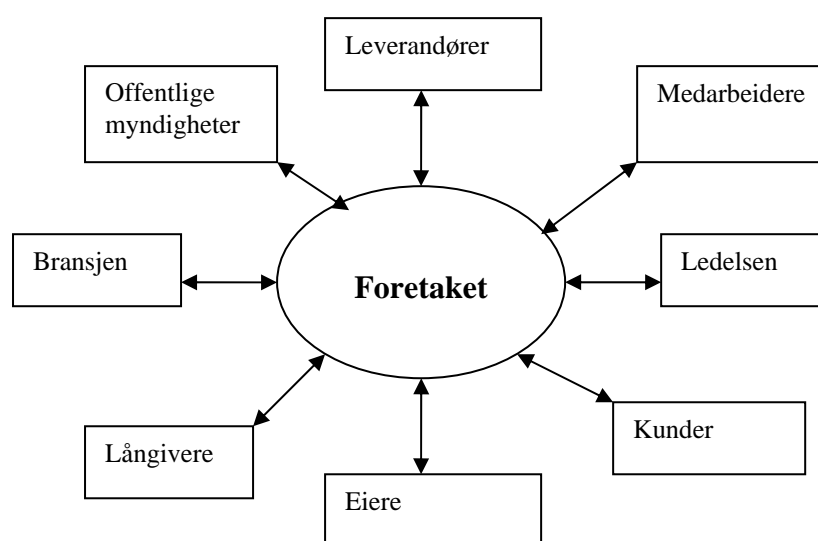 Leverandører
Offentlige
myndigheter
Medarbeidere
Bransjen
Foretaket
Ledelsen
Långivere
Kunder
Eiere